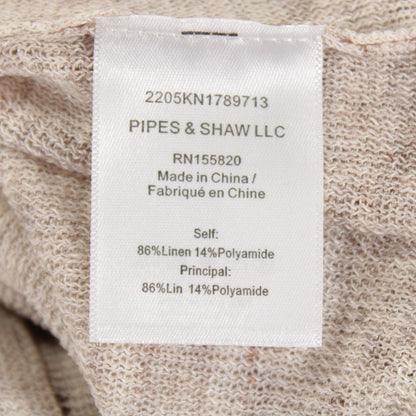 2205KN1789713
PIPES & SHAW LLC
RN155820
Made in China /
Fabriqué en Chine
Self:
86%Linen 14%Polyamide
Principal:
86%Lin 14%Polyamide